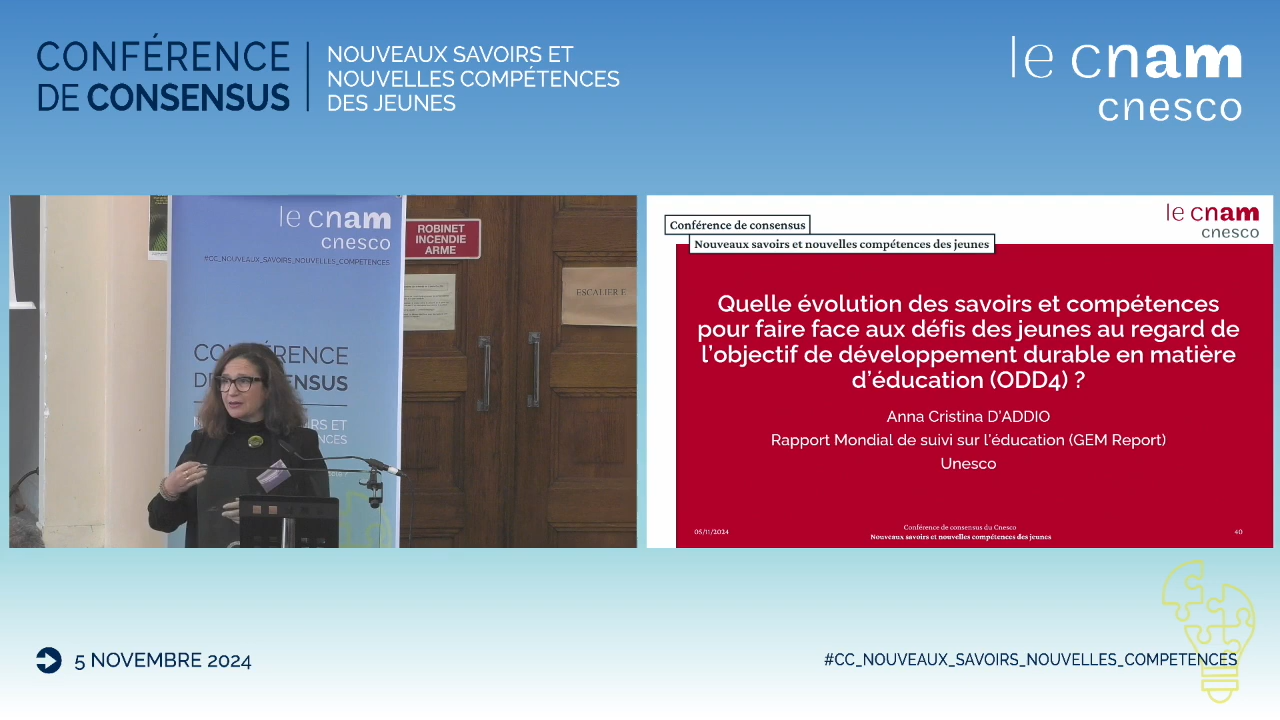 CONFÉRENCE
DE CONSENSUS
NOUVEAUX SAVOIRS ET
NOUVELLES COMPÉTENCES
DES JEUNES
le cnam
cnesco
le cnam
cnesco
#CC_NOUVEAUX_SAVOIRS_NOUVELLES_COMPETENCES
ROBINET
INCENDIE
ARME
ESCALIER E
CONFÉRENCE
DE CONSENSUS
Conférence de consensus
Nouveaux savoirs et nouvelles compétences des jeunes
le cnam
cnesco
Quelle évolution des savoirs et compétences
pour faire face aux défis des jeunes au regard de
l'objectif de développement durable en matière
d'éducation (ODD4) ?
Anna Cristina D'ADDIO
Rapport Mondial de suivi sur l'éducation (GEM Report)
Unesco
05/11/2024
Conférence de consensus du Cnesco
Nouveaux savoirs et nouvelles compétences des jeunes
40
5 NOVEMBRE 2024
#CC_NOUVEAUX_SAVOIRS_NOUVELLES_COMPETENCES